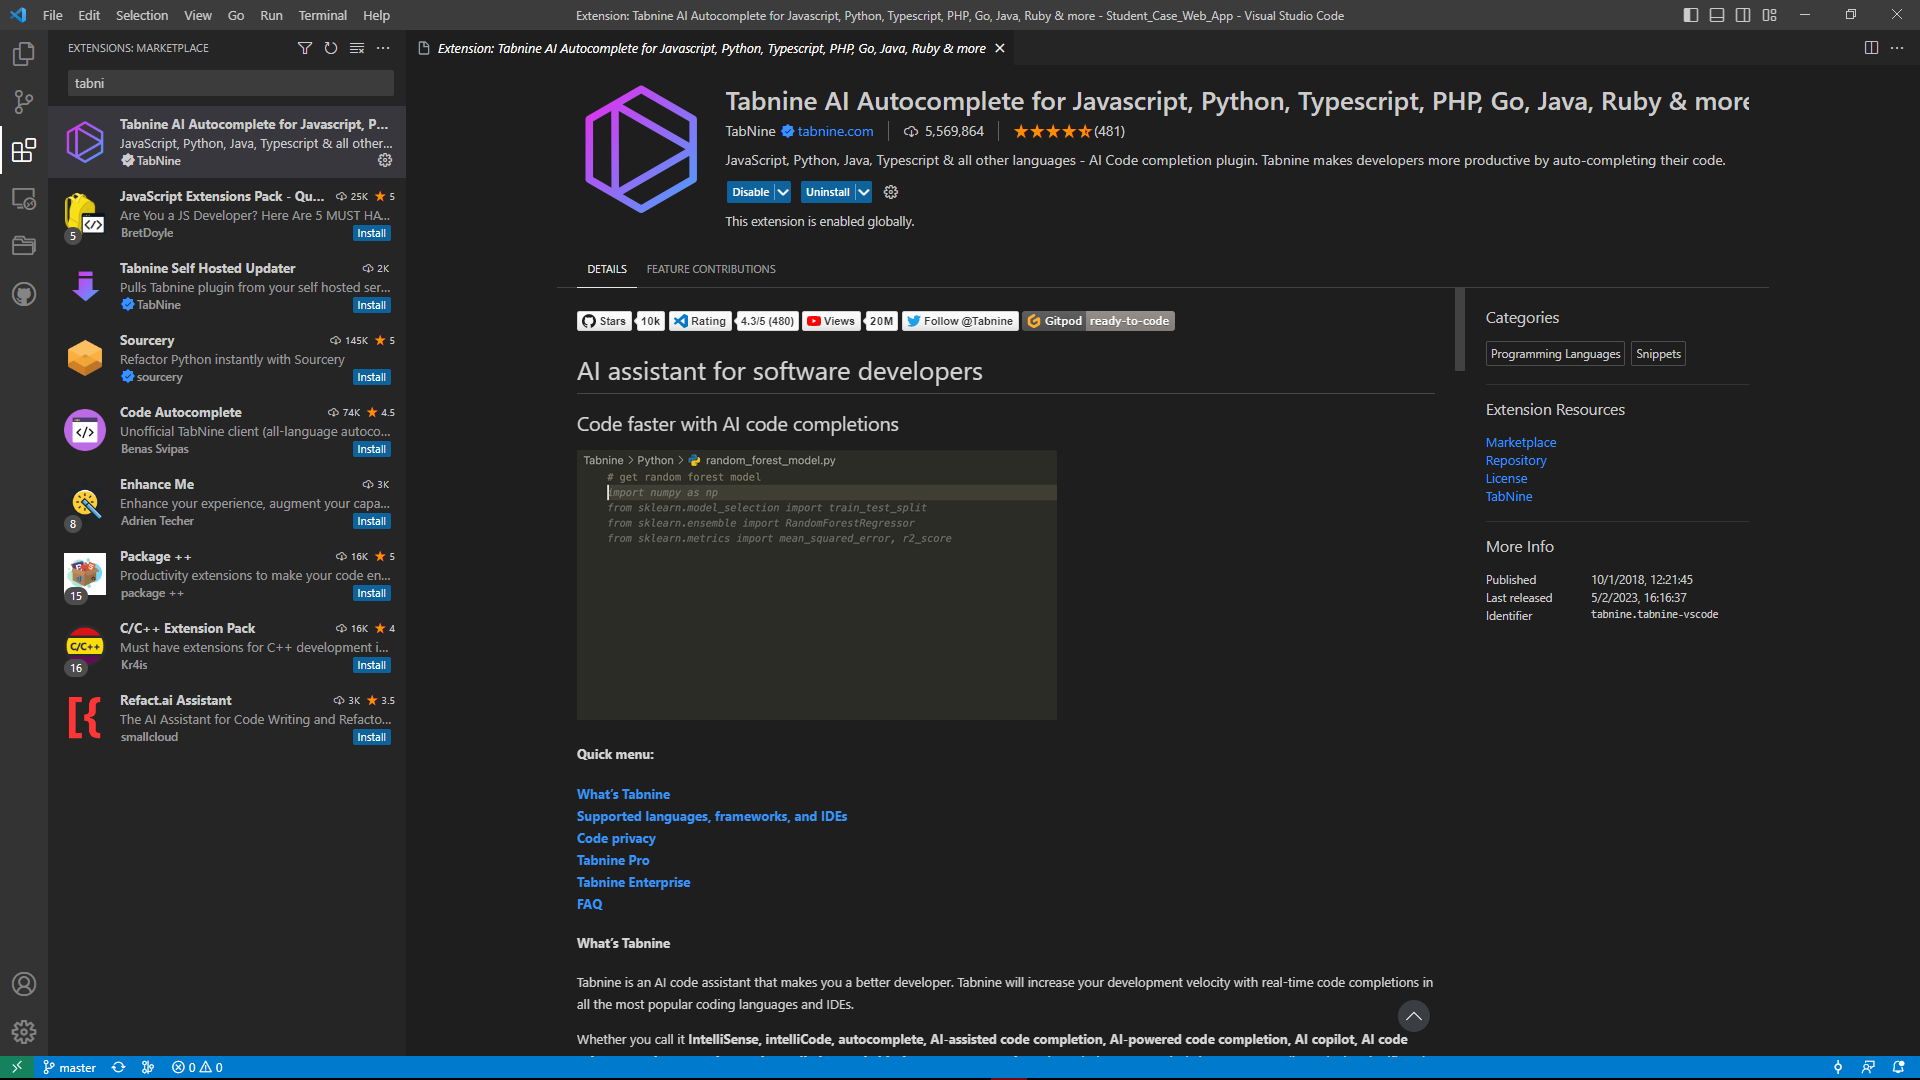 File Edit Selection View Go Run Terminal Help
Extension: Tabnine AI Autocomplete for Javascript, Python, Typescript, PHP, Go, Java, Ruby & more - Student_Case_Web_App - Visual Studio Code
EXTENSIONS: MARKETPLACE
tabni
Tabnine AI Autocomplete for Javascript, P...
JavaScript, Python, Java, Typescript & all other...
TabNine
JavaScript Extensions Pack - Qu... 25K 5
Are You a JS Developer? Here Are 5 MUST HA...
5
BretDoyle Install
Tabnine Self Hosted Updater 2K
Pulls Tabnine plugin from your self hosted ser...
TabNine Install
Sourcery 145K 5
Refactor Python instantly with Sourcery
sourcery Install
Code Autocomplete 74K 4.5
Unofficial TabNine client (all-language autoco...
Benas Svipas Install
Enhance Me 3K
Enhance your experience, augment your capa...
8
Adrien Techer Install
Package ++ 16K 5
Productivity extensions to make your code en...
15
package ++ Install
C/C++ Extension Pack 16K 4
C/C++
Must have extensions for C++ development i...
16
Kr4is Install
Refact.ai Assistant 3K 3.5
The AI Assistant for Code Writing and Refacto...
smallcloud Install
Extension: Tabnine AI Autocomplete for Javascript, Python, Typescript, PHP, Go, Java, Ruby & more
Tabnine AI Autocomplete for Javascript, Python, Typescript, PHP, Go, Java, Ruby & more
TabNine tabnine.com 5,569,864 (481)
JavaScript, Python, Java, Typescript & all other languages - AI Code completion plugin. Tabnine makes developers more productive by auto-completing their code.
Disable Uninstall
This extension is enabled globally.
DETAILS FEATURE CONTRIBUTIONS
Stars 10k Rating 4.3/5 (480) Views 20M Follow @Tabnine Gitpod ready-to-code
AI assistant for software developers
Code faster with AI code completions
Tabnine > Python > random_forest_model.py
# get random forest model
import numpy as np
from sklearn.model_selection import train_test_split
from sklearn.ensemble import RandomForestRegressor
from sklearn.metrics import mean_squared_error, r2_score
Quick menu:
What's Tabnine
Supported languages, frameworks, and IDEs
Code privacy
Tabnine Pro
Tabnine Enterprise
FAQ
What's Tabnine
Tabnine is an AI code assistant that makes you a better developer. Tabnine will increase your development velocity with real-time code completions in
all the most popular coding languages and IDEs.
Whether you call it IntelliSense, intelliCode, autocomplete, AI-assisted code completion, AI-powered code completion, AI copilot, AI code
Categories
Programming Languages Snippets
Extension Resources
Marketplace
Repository
License
TabNine
More Info
Published 10/1/2018, 12:21:45
Last released 5/2/2023, 16:16:37
Identifier tabnine.tabnine-vscode
master 0 0